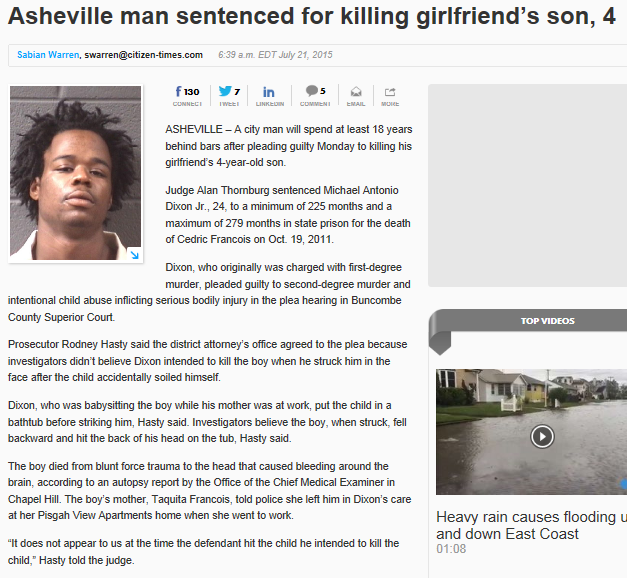 Asheville man sentenced for killing girlfriend's son, 4
Sabian Warren, swarren@citizen-times.com 6:39 a.m. EDT July 21, 2015
130
CONNECT
7
TWEET
in
LINKEDIN
5
COMMENT
EMAIL
MORE
ASHEVILLE – A city man will spend at least 18 years
behind bars after pleading guilty Monday to killing his
girlfriend's 4-year-old son.
Judge Alan Thornburg sentenced Michael Antonio
Dixon Jr., 24, to a minimum of 225 months and a
maximum of 279 months in state prison for the death
of Cedric Francois on Oct. 19, 2011.
Dixon, who originally was charged with first-degree
murder, pleaded guilty to second-degree murder and
intentional child abuse inflicting serious bodily injury in the plea hearing in Buncombe
County Superior Court.
Prosecutor Rodney Hasty said the district attorney's office agreed to the plea because
investigators didn't believe Dixon intended to kill the boy when he struck him in the
face after the child accidentally soiled himself.
Dixon, who was babysitting the boy while his mother was at work, put the child in a
bathtub before striking him, Hasty said. Investigators believe the boy, when struck, fell
backward and hit the back of his head on the tub, Hasty said.
The boy died from blunt force trauma to the head that caused bleeding around the
brain, according to an autopsy report by the Office of the Chief Medical Examiner in
Chapel Hill. The boy's mother, Taquita Francois, told police she left him in Dixon's care
at her Pisgah View Apartments home when she went to work.
“It does not appear to us at the time the defendant hit the child he intended to kill the
child,” Hasty told the judge.
TOP VIDEOS
Heavy rain causes flooding u
and down East Coast
01:08